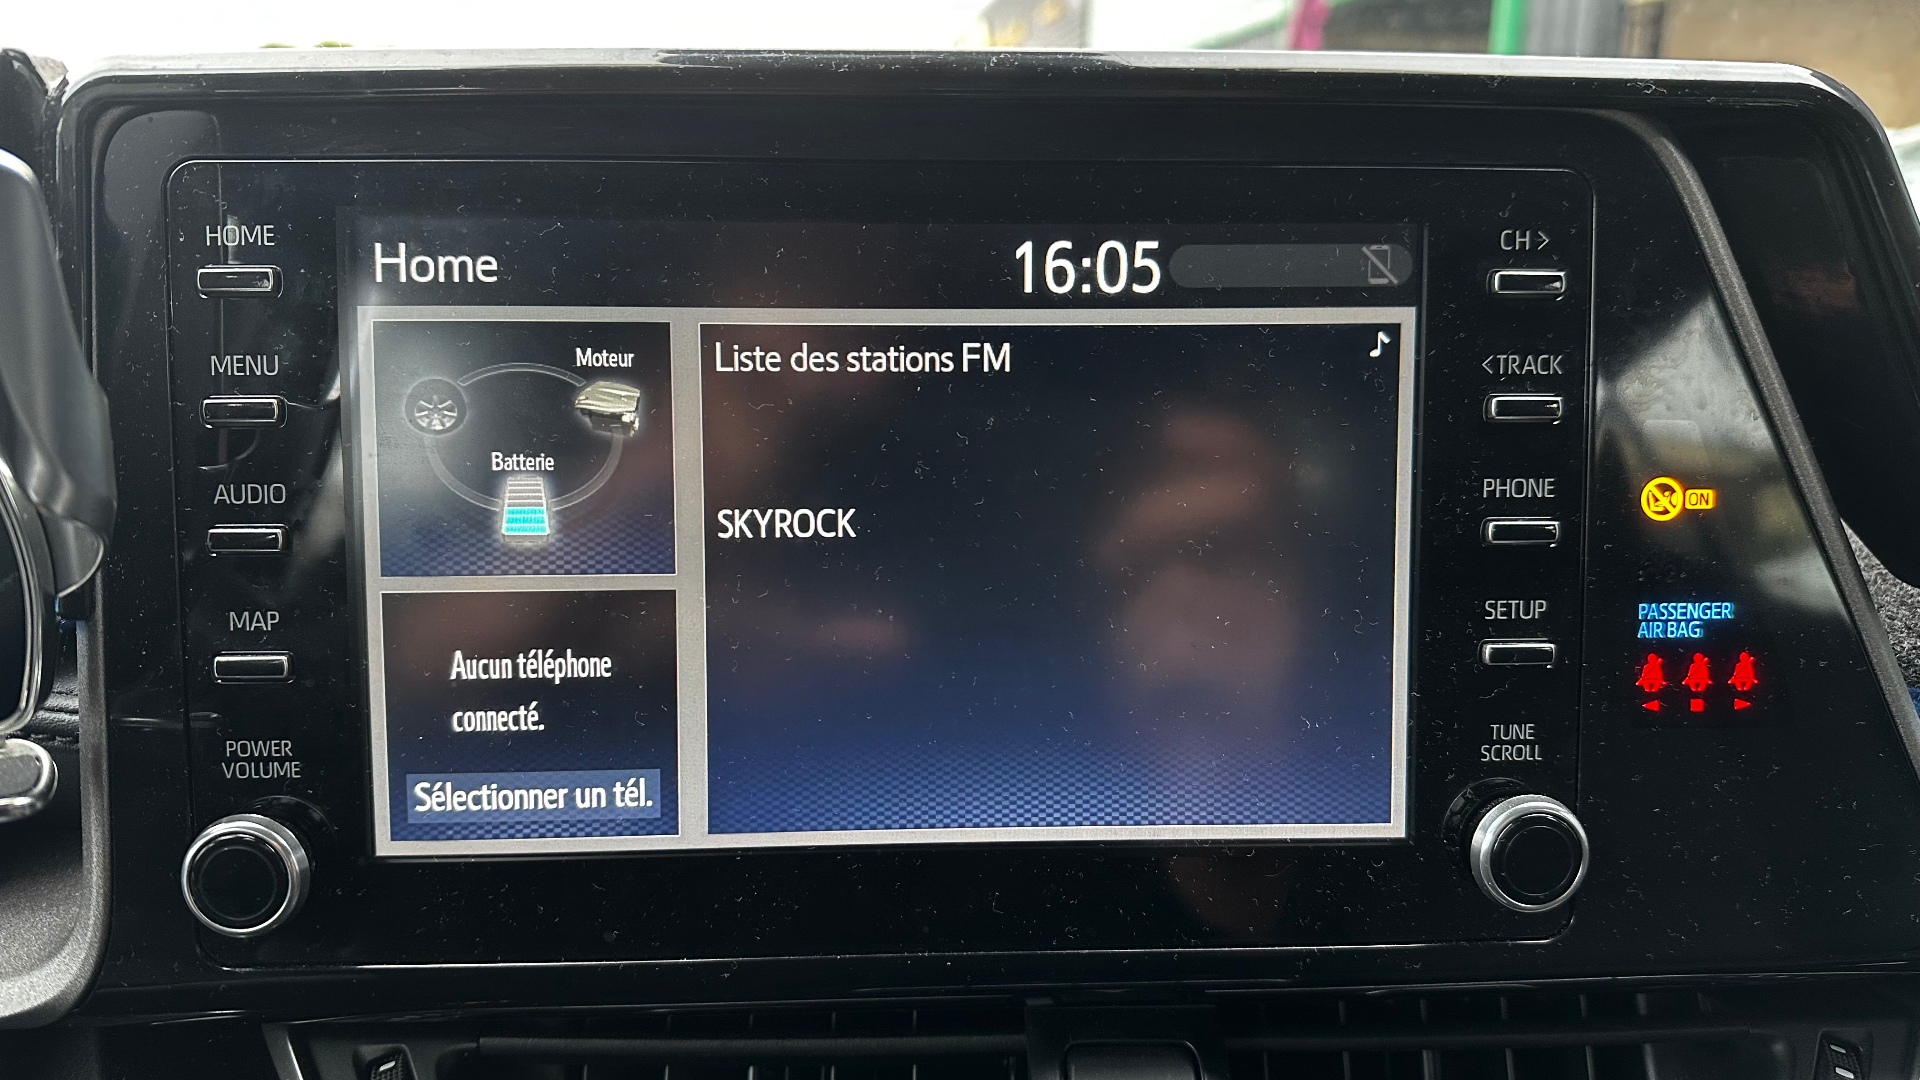 Home
16:05
HOME
MENU
AUDIO
MAP
POWER
VOLUME
Moteur
Batterie
Aucun téléphone
connecté.
Sélectionner un tél.
Liste des stations FM
SKYROCK
CH >
<TRACK
PHONE
SETUP
TUNE
SCROLL
ON
PASSENGER
AIR BAG